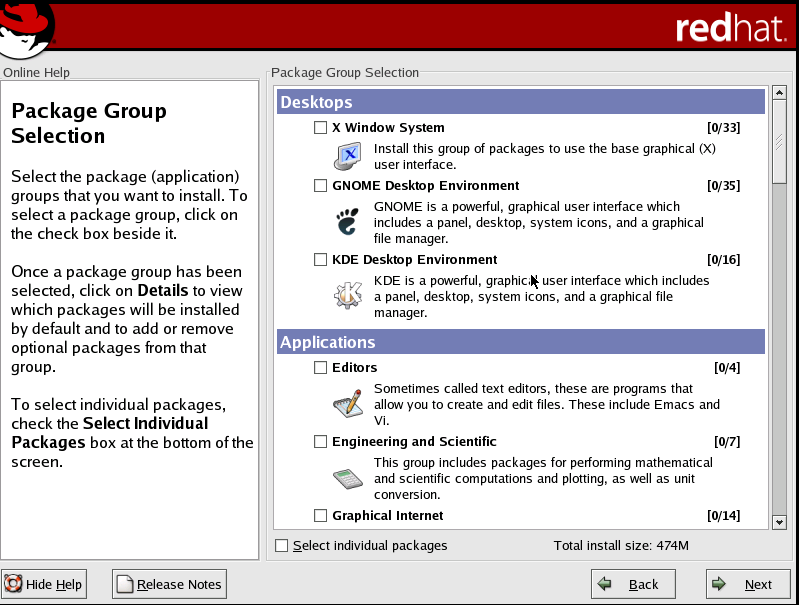 redhat.
Online Help
Package Group
Selection
Select the package (application)
groups that you want to install. To
select a package group, click on
the check box beside it.
Once a package group has been
selected, click on Details to view
which packages will be installed
by default and to add or remove
optional packages from that
group.
To select individual packages,
check the Select Individual
Packages box at the bottom of the
screen.
Package Group Selection
Desktops
X Window System [0/33]
Install this group of packages to use the base graphical (X)
user interface.
GNOME Desktop Environment [0/35]
GNOME is a powerful, graphical user interface which
includes a panel, desktop, system icons, and a graphical
file manager.
KDE Desktop Environment [0/16]
KDE is a powerful, graphical user interface which includes
a panel, desktop, system icons, and a graphical file
manager.
Applications
Editors [0/4]
Sometimes called text editors, these are programs that
allow you to create and edit files. These include Emacs and
Vi.
Engineering and Scientific [0/7]
This group includes packages for performing mathematical
and scientific computations and plotting, as well as unit
conversion.
Graphical Internet [0/14]
Select individual packages Total install size: 474M
Hide Help Release Notes Back Next